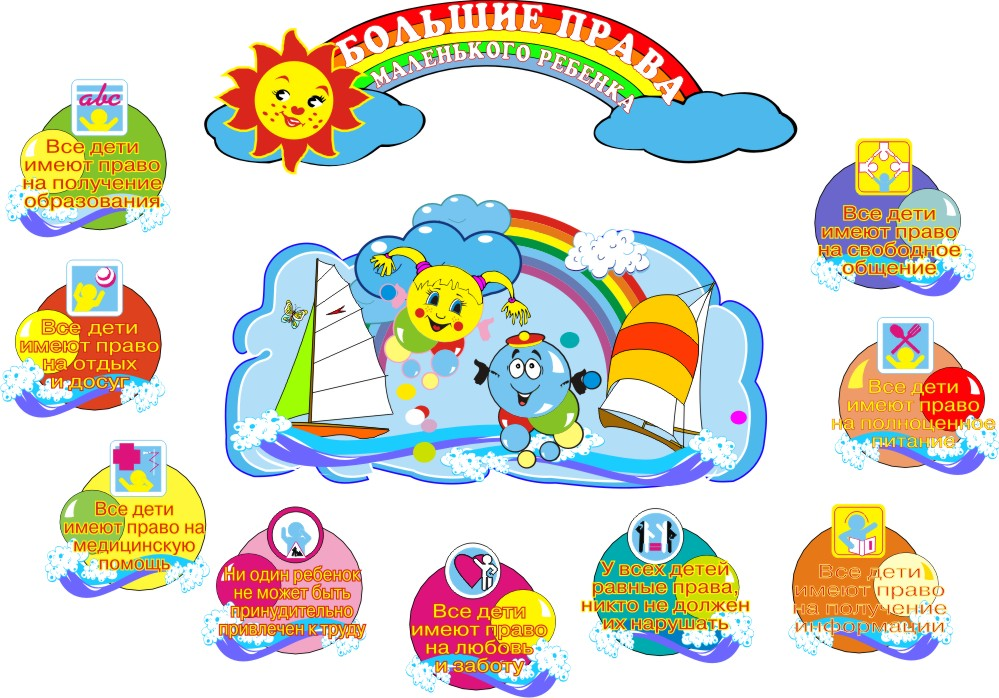 БОЛЬШИЕ ПРАВА
МАЛЕНЬКОГО РЕБЕНКА
abc
Все дети
имеют право
на получение
образования
Все дети
имеют право
на отдых
и досуг
Все дети
имеют право на
медицинскую
помощь
Ни один ребенок
не может быть
принудительно
привлечен к труду
Все дети
имеют право
на любовь
и заботу
У всех детей
равные права,
никто не должен
их нарушать
Все дети
имеют право
на получение
информации
Все дети
имеют право
на полноценное
питание
Все дети
имеют право
на свободное
общение